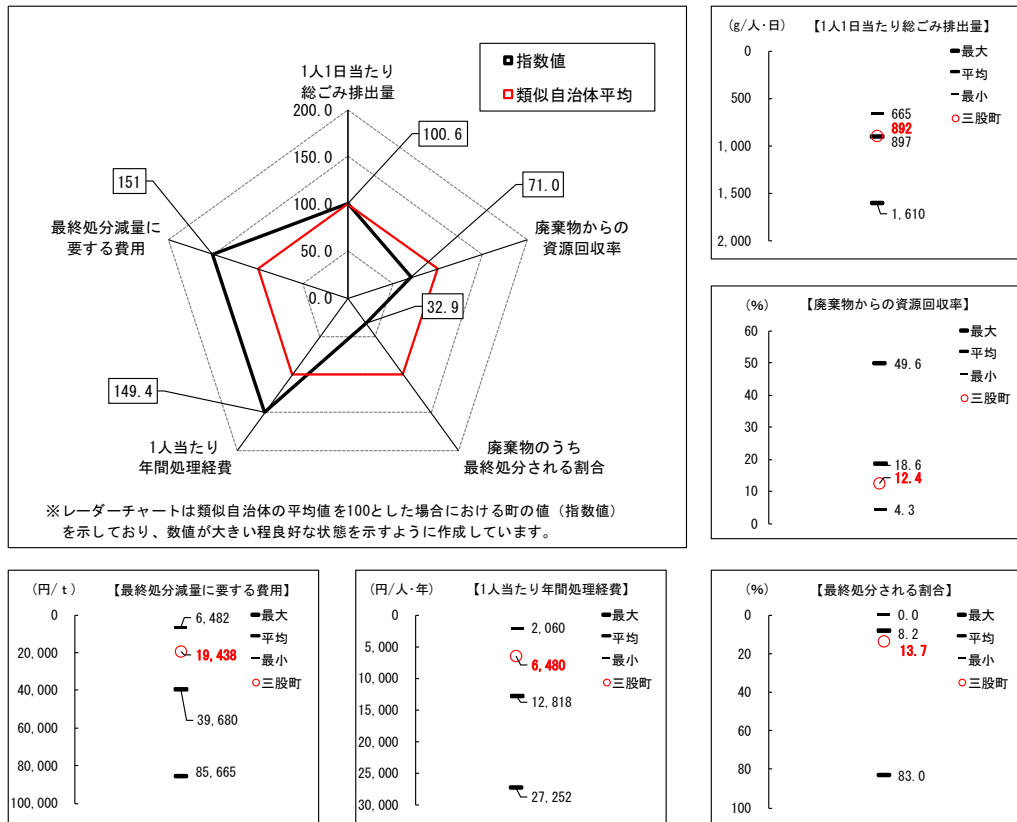 1人1日当たり
総ごみ排出量
200.0
150.0
100.0
50.0
0.0
指数値
類似自治体平均
100.6
71.0
32.9
149.4
151
廃棄物からの
資源回収率
廃棄物のうち
最終処分される割合
1人当たり
年間処理経費
最終処分減量に
要する費用
※レーダーチャートは類似自治体の平均値を100とした場合における町の値(指数値)
を示しており、数値が大きい程良好な状態を示すように作成しています。
(g/人・日) 【1人1日当たり総ごみ排出量】
0
500
1,000
1,500
2,000
665
892
897
1,610
最大
平均
最小
三股町
(%) 【廃棄物からの資源回収率】
60
50
40
30
20
10
0
49.6
18.6
12.4
4.3
最大
平均
最小
三股町
(円/t) 【最終処分減量に要する費用】
0
20,000
40,000
60,000
80,000
100,000
6,482
19,438
39,680
85,665
最大
平均
最小
三股町
(円/人・年) 【1人当たり年間処理経費】
0
5,000
10,000
15,000
20,000
25,000
30,000
2,060
6,480
12,818
27,252
最大
平均
最小
三股町
(%) 【最終処分される割合】
0
20
40
60
80
100
0.0
8.2
13.7
83.0
最大
平均
最小
三股町